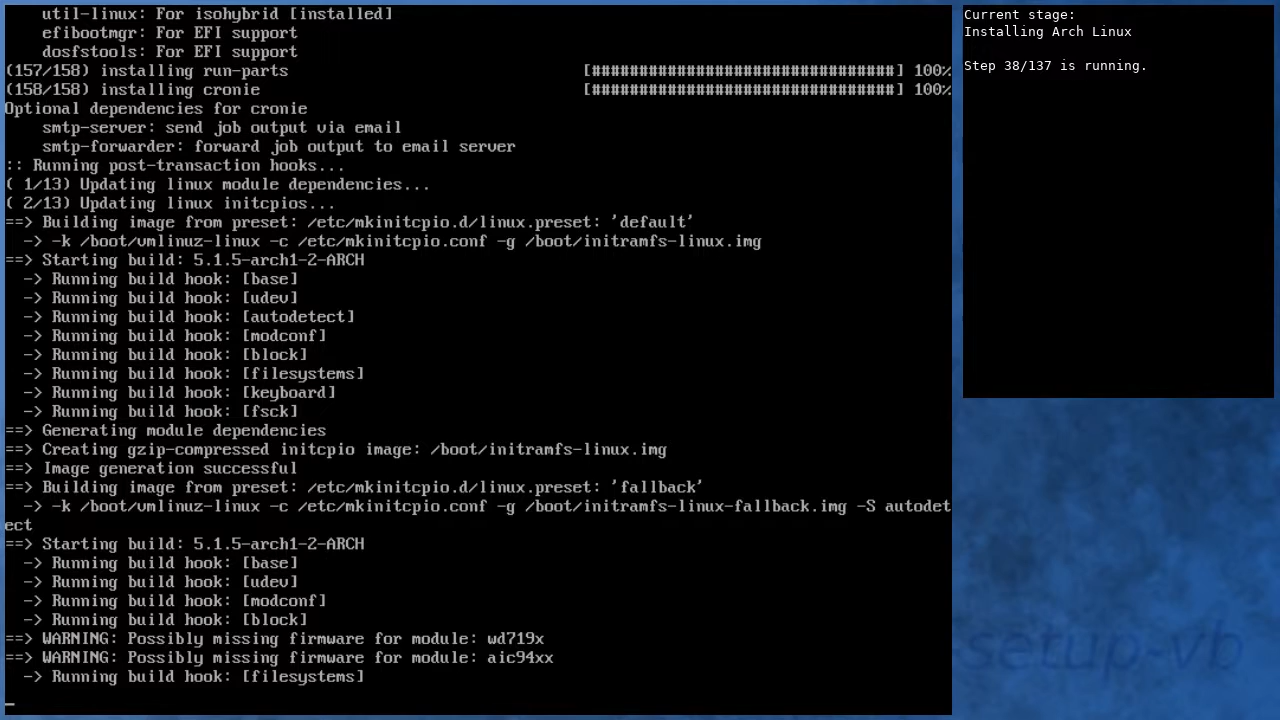 util-linux: For isohybrid [installed]
efibootmgr: For EFI support
dosfstools: For EFI support
(157/158) installing run-parts [################################] 100%
(158/158) installing cronie [################################] 100%
Optional dependencies for cronie
smtp-server: send job output via email
smtp-forwarder: forward job output to email server
:: Running post-transaction hooks...
( 1/13) Updating linux module dependencies...
( 2/13) Updating linux initcpios...
==> Building image from preset: /etc/mkinitcpio.d/linux.preset: 'default'
-> -k /boot/vmlinuz-linux -c /etc/mkinitcpio.conf -g /boot/initramfs-linux.img
==> Starting build: 5.1.5-arch1-2-ARCH
-> Running build hook: [base]
-> Running build hook: [udev]
-> Running build hook: [autodetect]
-> Running build hook: [modconf]
-> Running build hook: [block]
-> Running build hook: [filesystems]
-> Running build hook: [keyboard]
-> Running build hook: [fsck]
==> Generating module dependencies
==> Creating gzip-compressed initcpio image: /boot/initramfs-linux.img
==> Image generation successful
==> Building image from preset: /etc/mkinitcpio.d/linux.preset: 'fallback'
-> -k /boot/vmlinuz-linux -c /etc/mkinitcpio.conf -g /boot/initramfs-linux-fallback.img -S autodet
ect
==> Starting build: 5.1.5-arch1-2-ARCH
-> Running build hook: [base]
-> Running build hook: [udev]
-> Running build hook: [modconf]
-> Running build hook: [block]
==> WARNING: Possibly missing firmware for module: wd719x
==> WARNING: Possibly missing firmware for module: aic94xx
-> Running build hook: [filesystems]
_
Current stage:
Installing Arch Linux
Step 38/137 is running.
-setup-vb